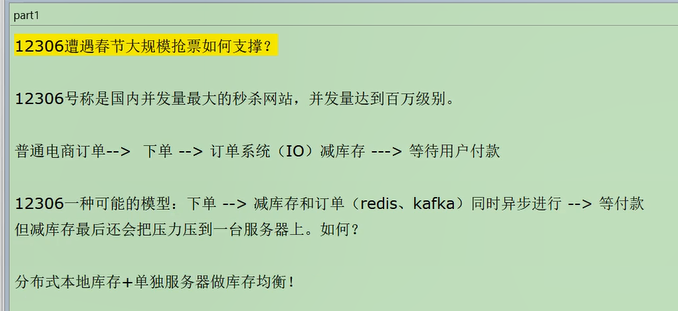 part1
12306遭遇春节大规模抢票如何支撑？
12306号称是国内并发量最大的秒杀网站，并发量达到百万级别。
普通电商订单--> 下单 --> 订单系统（IO）减库存 ---> 等待用户付款
12306一种可能的模型：下单 --> 减库存和订单（redis、kafka）同时异步进行 --> 等付款
但减库存最后还会把压力压到一台服务器上。如何？
分布式本地库存+单独服务器做库存均衡！